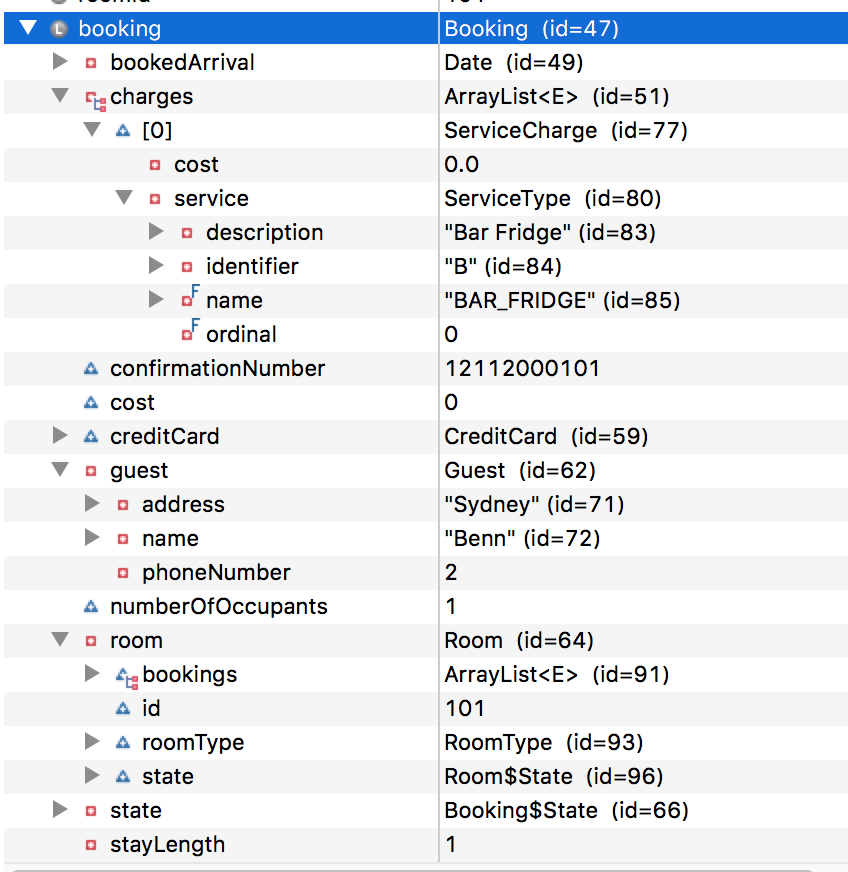 booking Booking (id=47)
bookedArrival Date (id=49)
charges ArrayList<E> (id=51)
[0] ServiceCharge (id=77)
cost 0.0
service ServiceType (id=80)
description "Bar Fridge" (id=83)
identifier "B" (id=84)
F name "BAR_FRIDGE" (id=85)
F ordinal 0
confirmationNumber 12112000101
cost 0
creditCard CreditCard (id=59)
guest Guest (id=62)
address "Sydney" (id=71)
name "Benn" (id=72)
phoneNumber 2
numberOfOccupants 1
room Room (id=64)
bookings ArrayList<E> (id=91)
id 101
roomType RoomType (id=93)
state Room$State (id=96)
state Booking$State (id=66)
stayLength 1